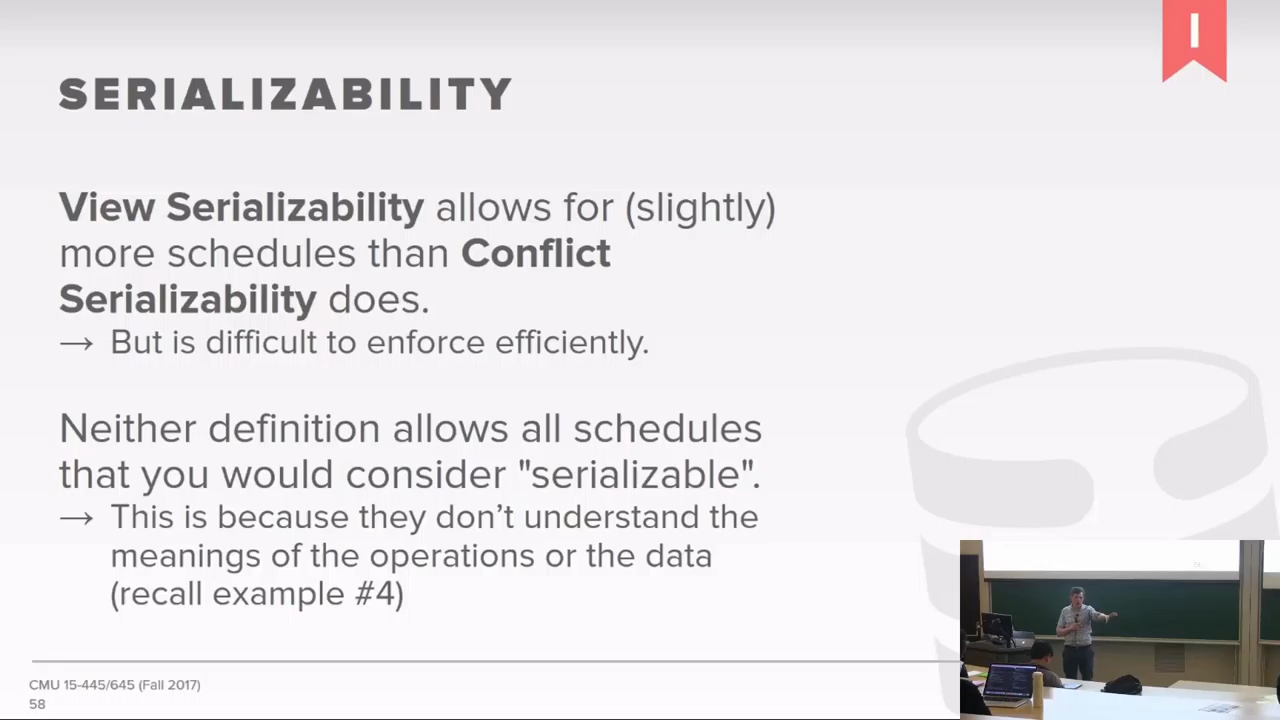 I
SERIALIZABILITY
View Serializability allows for (slightly)
more schedules than Conflict
Serializability does.
→ But is difficult to enforce efficiently.
Neither definition allows all schedules
that you would consider "serializable".
→ This is because they don’t understand the
meanings of the operations or the data
(recall example #4)
CMU 15-445/645 (Fall 2017)
58